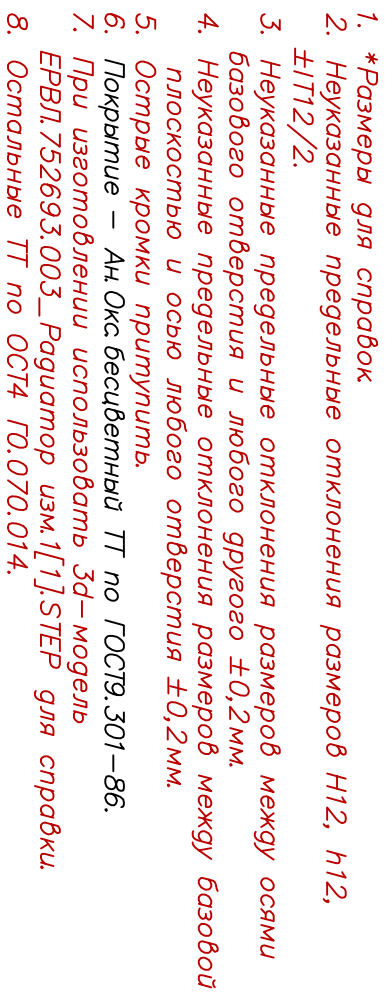 1. *Размеры для справок
2. Неуказанные предельные отклонения размеров H12, h12,
±IT12/2.
3. Неуказанные предельные отклонения размеров между осями
базового отверстия и любого другого ±0,2мм.
4. Неуказанные предельные отклонения размеров между базовой
плоскостью и осью любого отверстия ±0,2мм.
5. Острые кромки притупить.
6. Покрытие – Ан.Окс.бесцветный ТТ по ГОСТ9.301–86.
7. При изготовлении использовать 3d–модель
ЕРВЛ.752693.003_Радиатор изм.1[1].STEP для справки.
8. Остальные ТТ по ОСТ4 Г0.070.014.